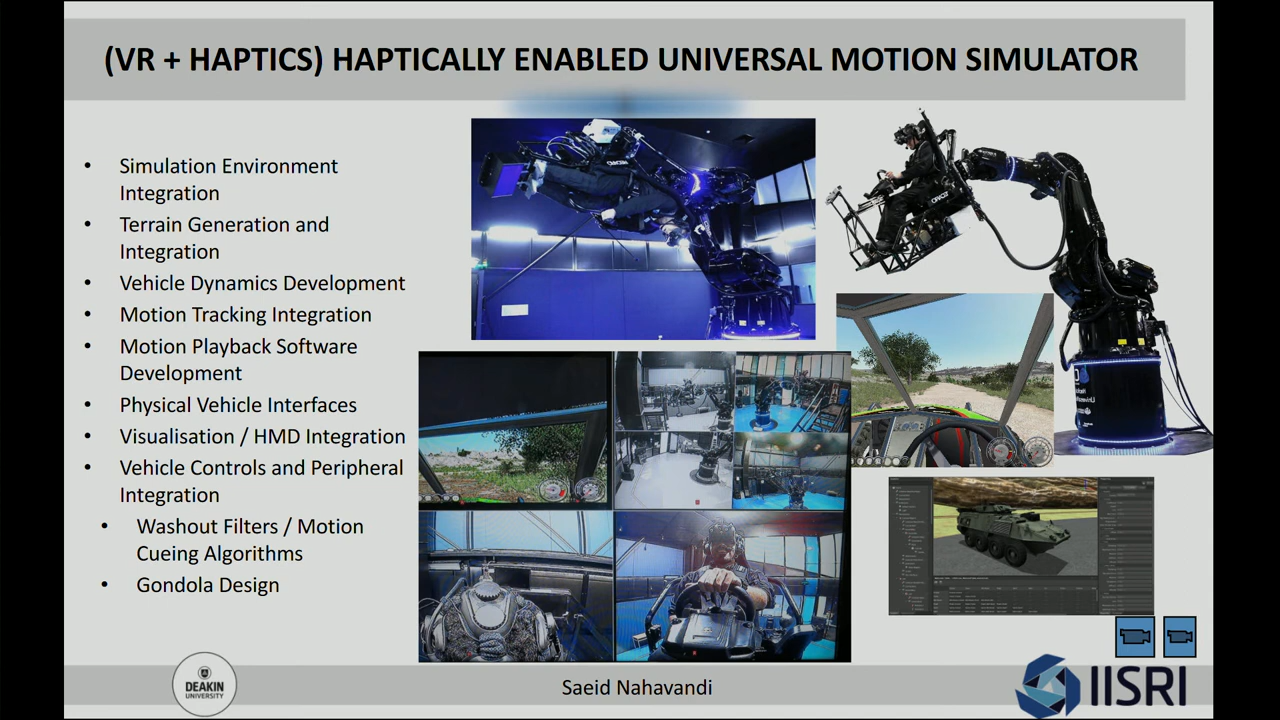 (VR + HAPTICS) HAPTICALLY ENABLED UNIVERSAL MOTION SIMULATOR
• Simulation Environment
Integration
• Terrain Generation and
Integration
• Vehicle Dynamics Development
• Motion Tracking Integration
• Motion Playback Software
Development
• Physical Vehicle Interfaces
• Visualisation / HMD Integration
• Vehicle Controls and Peripheral
Integration
• Washout Filters / Motion
Cueing Algorithms
• Gondola Design
DEAKIN
UNIVERSITY
Saeid Nahavandi
IISRI